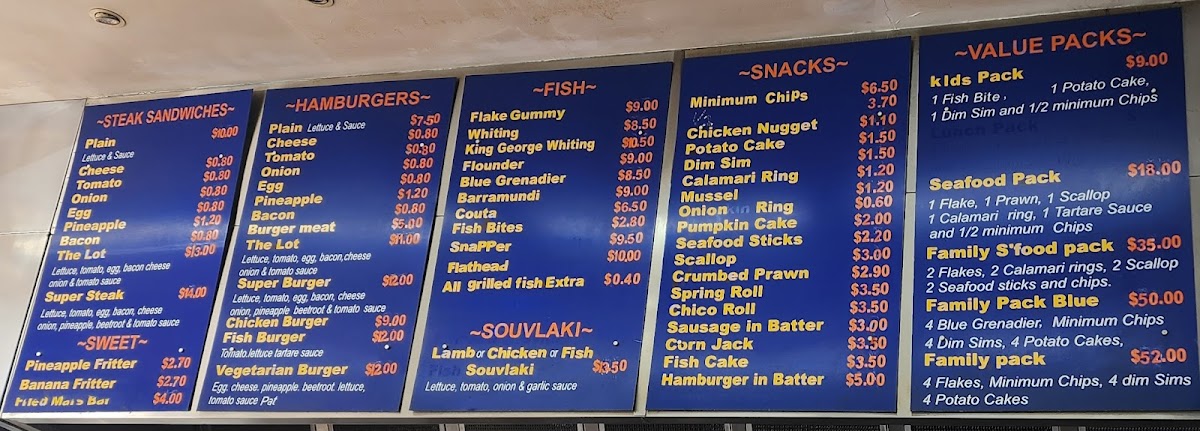 ~STEAK SANDWICHES~
Plain $10.00
Lettuce & Sauce
Cheese $0.80
Tomato $0.80
Onion $0.80
Egg $0.80
Pineapple $1.20
Bacon $0.80
The Lot $13.00
Lettuce, tomato, egg, bacon cheese
onion & tomato sauce
Super Steak $14.00
Lettuce, tomato, egg, bacon, cheese
onion, pineapple, beetroot & tomato sauce
~SWEET~
Pineapple Fritter $2.70
Banana Fritter $2.70
Fried Mars Bar $4.00
~HAMBURGERS~
Plain Lettuce & Sauce $7.50
Cheese $0.80
Tomato $0.80
Onion $0.80
Egg $0.80
Pineapple $1.20
Bacon $0.80
Burger meat $5.00
The Lot $11.00
Lettuce, tomato, egg, bacon,cheese
onion & tomato sauce
Super Burger $12.00
Lettuce, tomato, egg, bacon, cheese
onion, pineapple beetroot & tomato sauce
Chicken Burger $9.00
Fish Burger $12.00
Tomato.lettuce tartare sauce
Vegetarian Burger $12.00
Egg, cheese, pineapple, beetroot. lettuce,
tomato sauce Pat
~FISH~
Flake Gummy $9.00
Whiting $8.50
King George Whiting $10.50
Flounder $9.00
Blue Grenadier $8.50
Barramundi $9.00
Couta $6.50
Fish Bites $2.80
SnaPPer $9.50
Flathead $10.00
All grilled fish Extra $0.40
~SOUVLAKI~
Lamb or Chicken or Fish
Souvlaki $13.50
Lettuce, tomato, onion & garlic sauce
~SNACKS~
Minimum Chips $6.50
3.70
Chicken Nugget $1.10
Potato Cake $1.50
Dim Sim $1.50
Calamari Ring $1.20
Mussel $1.20
Onion Ring $0.60
Pumpkin Cake $2.00
Seafood Sticks $2.20
Scallop $3.00
Crumbed Prawn $2.90
Spring Roll $3.50
Chico Roll $3.50
Sausage in Batter $3.00
Corn Jack $3.50
Fish Cake $3.50
Hamburger in Batter $5.00
~VALUE PACKS~
kIds Pack $9.00
1 Fish Bite, 1 Potato Cake,
1 Dim Sim and 1/2 minimum Chips
Lunch Pack
Seafood Pack $18.00
1 Flake, 1 Prawn, 1 Scallop
1 Calamari ring, 1 Tartare Sauce
and 1/2 minimum Chips
Family S'food pack $35.00
2 Flakes, 2 Calamari rings, 2 Scallop
2 Seafood sticks and chips.
Family Pack Blue $50.00
4 Blue Grenadier, Minimum Chips
4 Dim Sims, 4 Potato Cakes,
Family pack $52.00
4 Flakes, Minimum Chips, 4 dim Sims
4 Potato Cakes